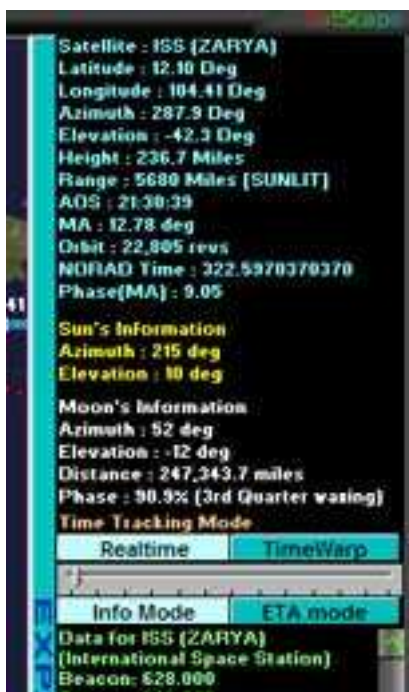 Satellite : ISS (ZARYA)
Latitude : 12.10 Deg
Longitude : 104.41 Deg
Azimuth : 287.9 Deg
Elevation : -42.3 Deg
Height : 236.7 Miles
Range : 5680 Miles [SUNLIT]
AOS : 21:30:39
MA : 12.78 deg
Orbit : 22,805 revs
NORAD Time : 322.5970370370
Phase(MA) : 9.05
41
Sun's Information
Azimuth : 215 deg
Elevation : 10 deg
Moon's Information
Azimuth : 52 deg
Elevation : -12 deg
Distance : 247,343.7 miles
Phase : 90.9% (3rd Quarter waxing)
Time Tracking Mode
Realtime TimeWarp
Info Mode ETA mode
EXP
Data for ISS (ZARYA)
(International Space Station)
Beacon: 628.000